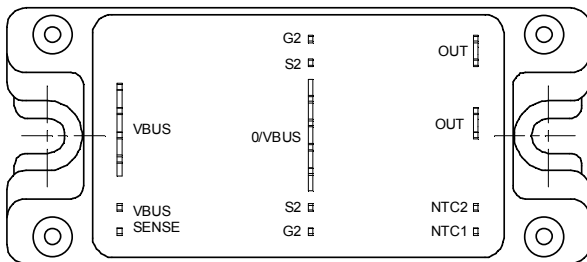 G2
S2
OUT
VBUS
0/VBUS
OUT
VBUS
SENSE
S2
G2
NTC2
NTC1